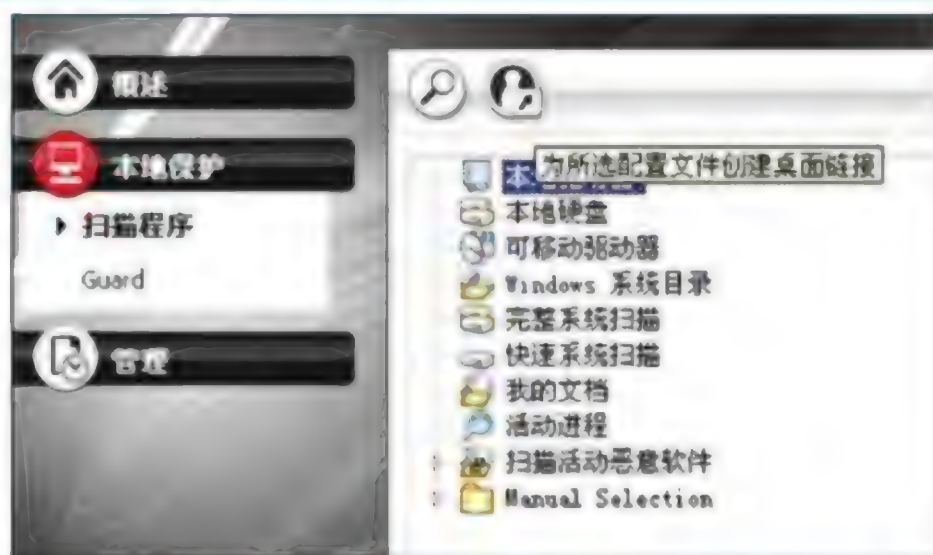 概述
本地保护
扫描程序
Guard
管理
为所选配置文件创建桌面链接
本
本地硬盘
可移动驱动器
Windows 系统目录
完整系统扫描
快速系统扫描
我的文档
活动进程
扫描活动恶意软件
Manual Selection